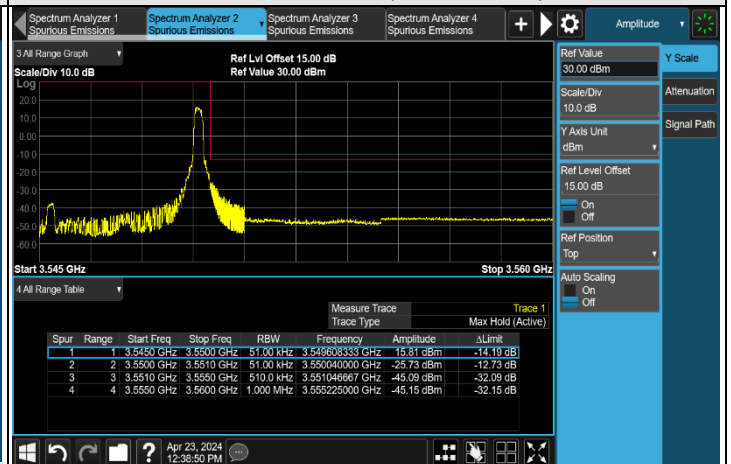 Spectrum Analyzer 1
Spurious Emissions
Spectrum Analyzer 2
Spurious Emissions
Spectrum Analyzer 3
Spurious Emissions
Spectrum Analyzer 4
Spurious Emissions
Amplitude
3 All Range Graph
Scale/Div 10.0 dB
Ref Lvl Offset 15.00 dB
Ref Value 30.00 dBm
Log
20.0
10.0
0.00
-10.0
-20.0
-30.0
-40.0
-50.0
-60.0
Start 3.545 GHz
Stop 3.560 GHz
4 All Range Table
Measure Trace Trace 1
Trace Type Max Hold (Active)
Spur Range Start Freq Stop Freq RBW Frequency Amplitude ΔLimit
1 1 3.5450 GHz 3.5500 GHz 51.00 kHz 3.549608333 GHz 15.81 dBm -14.19 dB
2 2 3.5500 GHz 3.5510 GHz 51.00 kHz 3.550040000 GHz -25.73 dBm -12.73 dB
3 3 3.5510 GHz 3.5550 GHz 510.0 kHz 3.551046667 GHz -45.09 dBm -32.09 dB
4 4 3.5550 GHz 3.5600 GHz 1.000 MHz 3.555225000 GHz -45.15 dBm -32.15 dB
Ref Value
30.00 dBm
Scale/Div
10.0 dB
Y Axis Unit
dBm
Ref Level Offset
15.00 dB
On
Off
Ref Position
Top
Auto Scaling
On
Off
Y Scale
Attenuation
Signal Path
?
Apr 23, 2024
12:38:50 PM